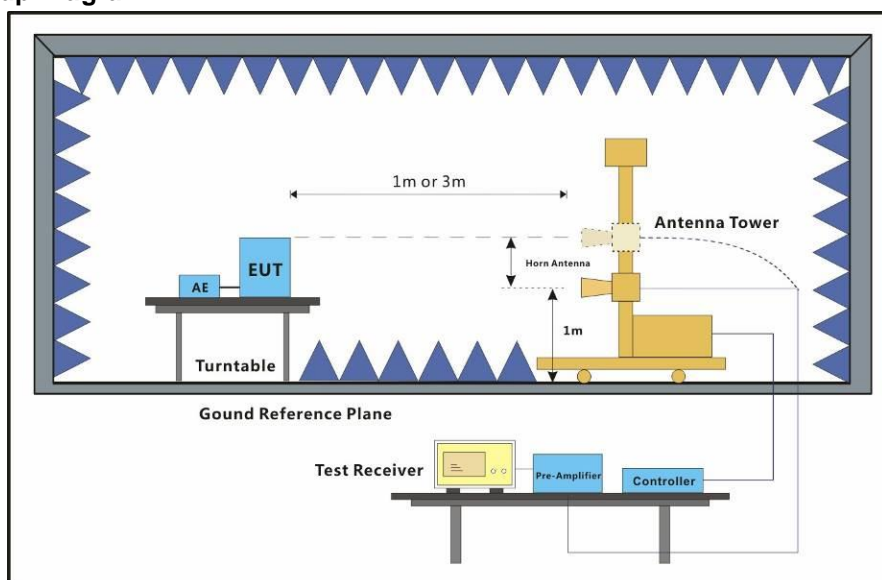 1m or 3m
Antenna Tower
Horn Antenna
EUT
AE
1m
Turntable
Gound Reference Plane
Test Receiver
Pre-Amplifier
Controller